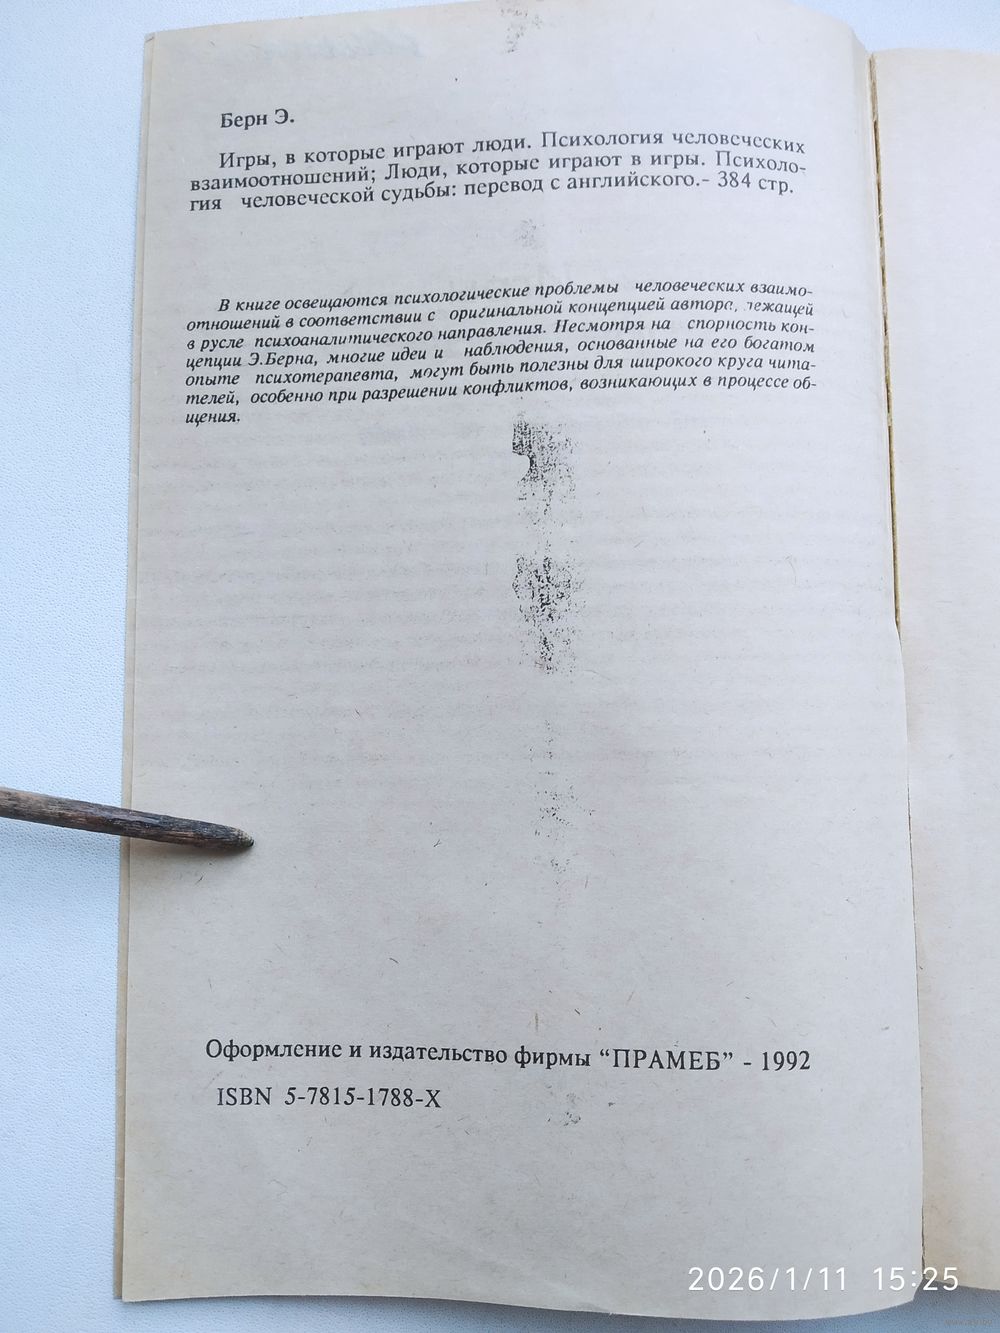 Берн Э.
Игры, в которые играют люди. Психология человеческих
взаимоотношений; Люди, которые играют в игры. Психоло-
гия человеческой судьбы: перевод с английского.- 384 стр.
В книге освещаются психологические проблемы человеческих взаимо-
отношений в соответствии с оригинальной концепцией автора, лежащей
в русле психоаналитического направления. Несмотря на спорность кон-
цепции Э.Берна, многие идеи и наблюдения, основанные на его богатом
опыте психотерапевта, могут быть полезны для широкого круга чита-
телей, особенно при разрешении конфликтов, возникающих в процессе об-
щения.
Оформление и издательство фирмы “ПРАМЕБ” - 1992
ISBN 5-7815-1788-X
2026/1/11 15:25